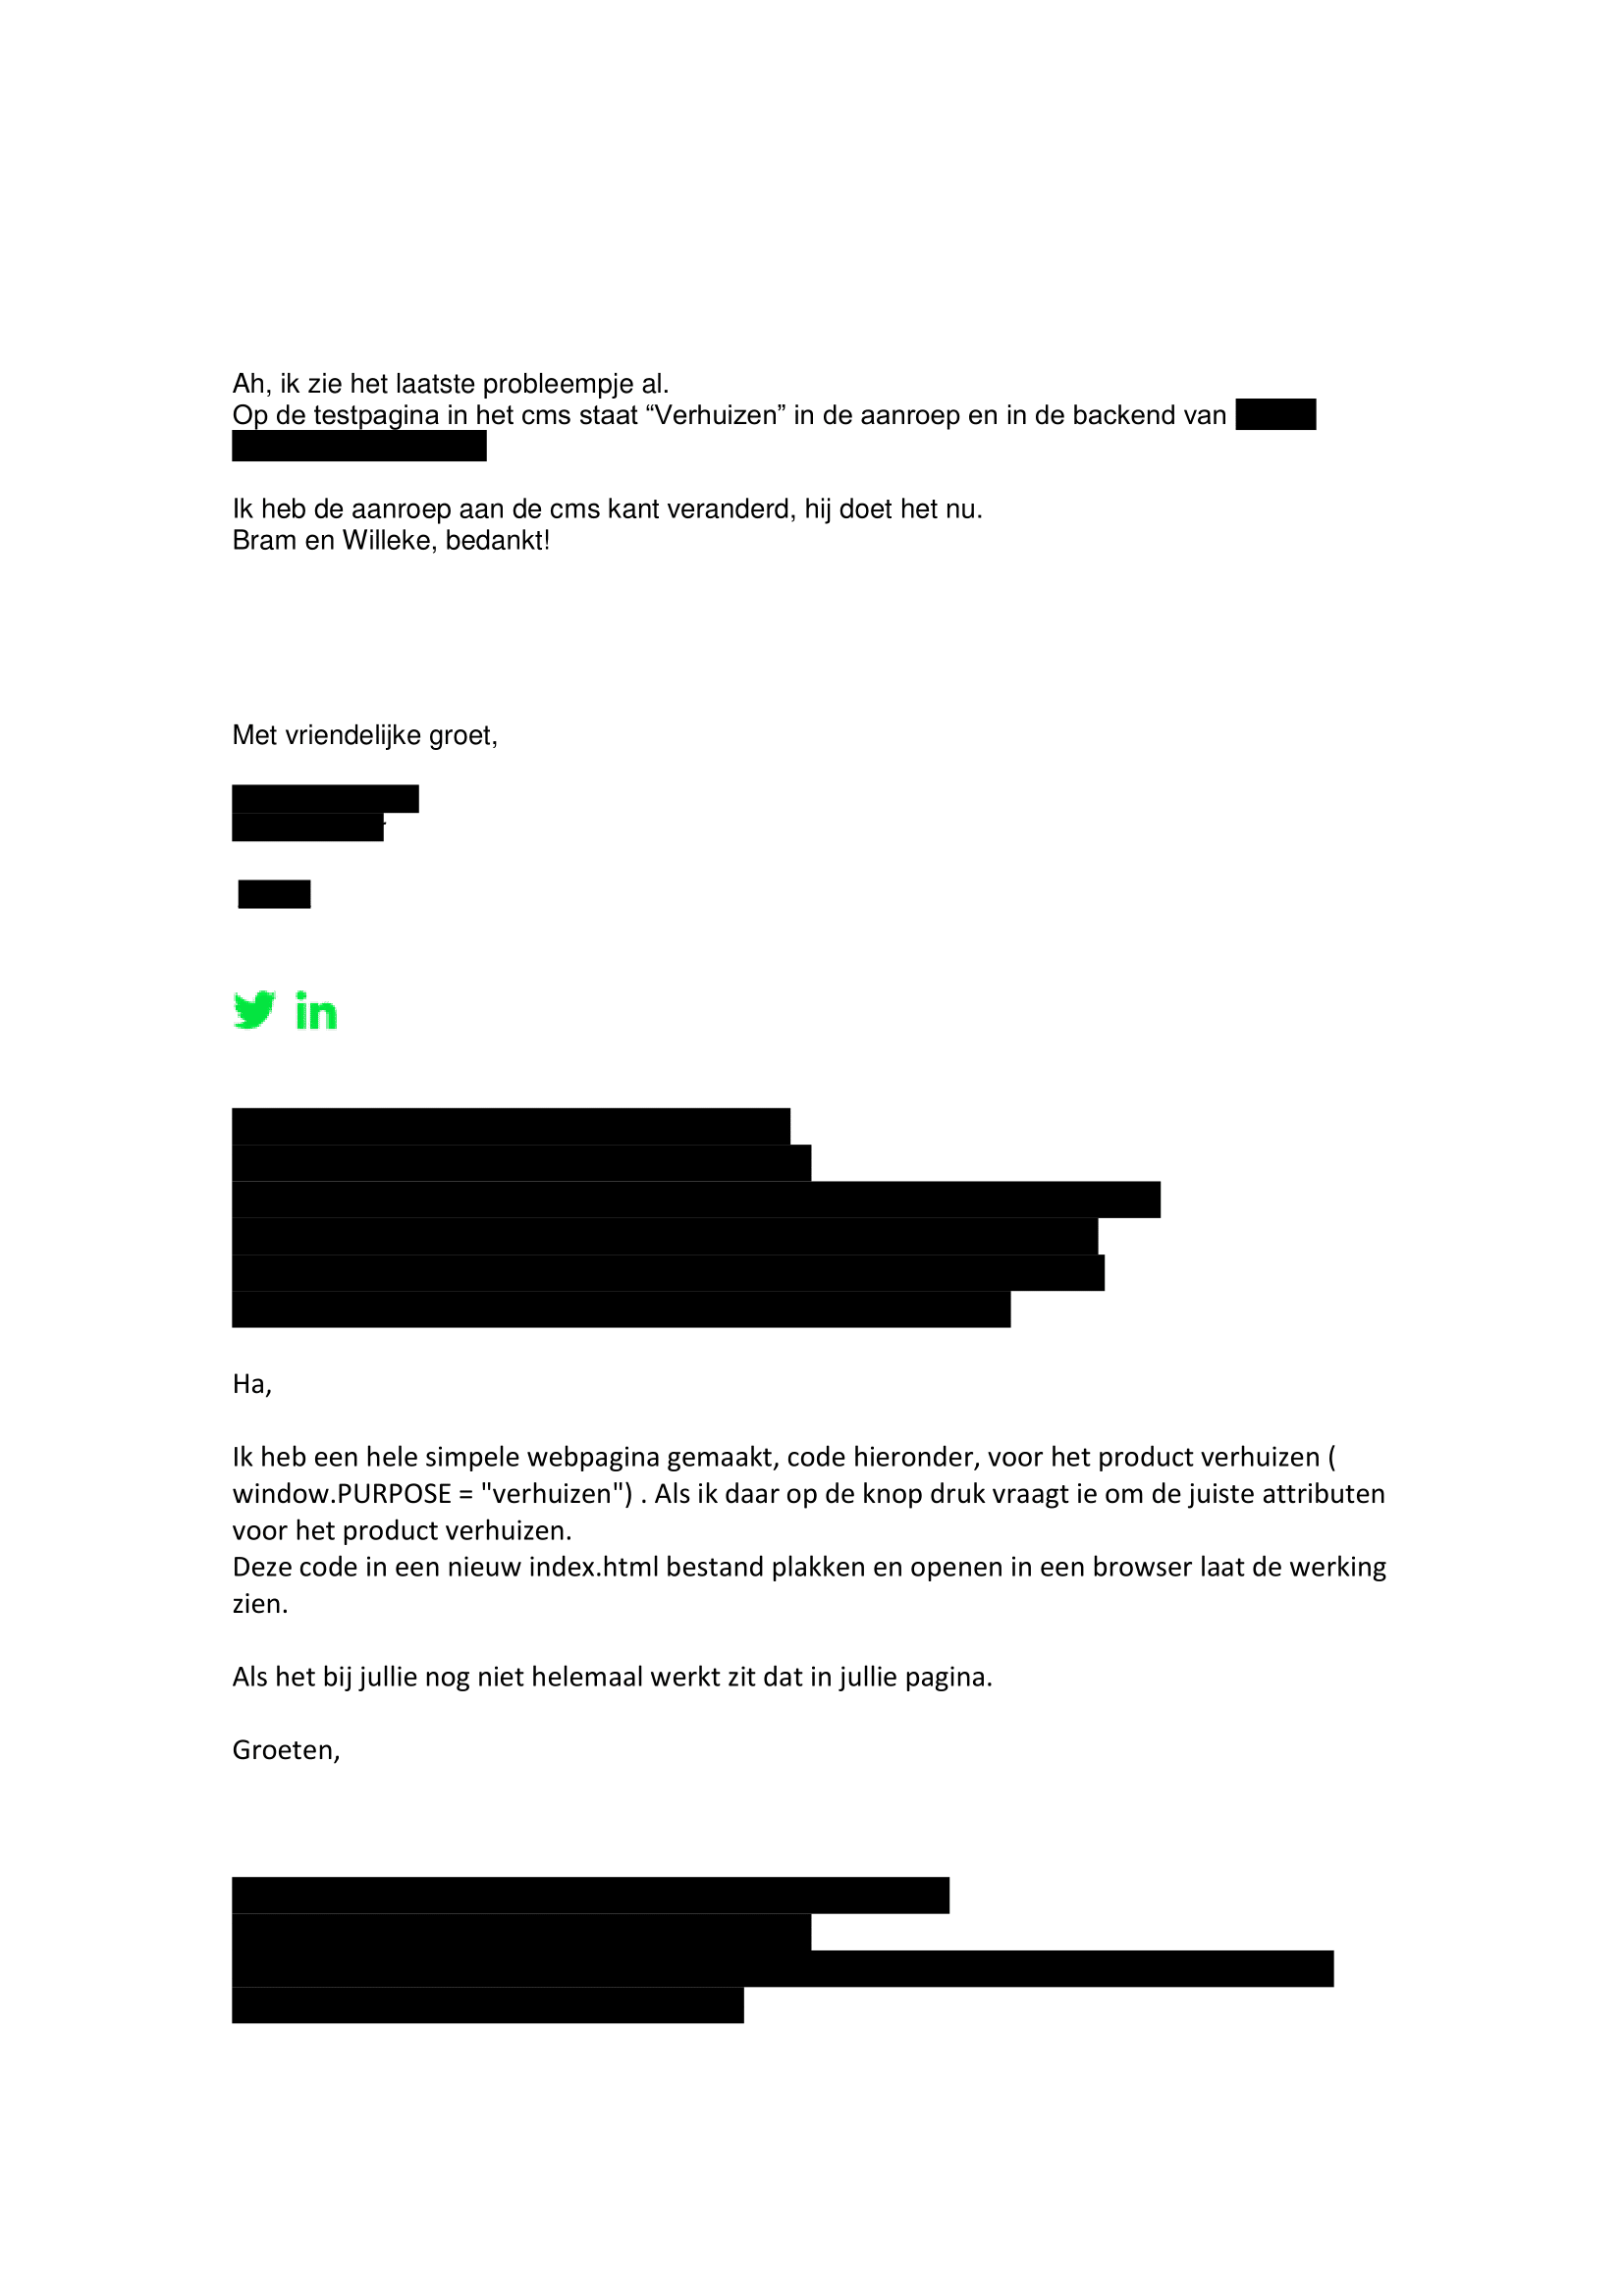 Ah, ik zie het laatste probleempje al.
Op de testpagina in het cms staat “Verhuizen” in de aanroep en in de backend van
Ik heb de aanroep aan de cms kant veranderd, hij doet het nu.
Bram en Willeke, bedankt!
Met vriendelijke groet,
in
Ha,
Ik heb een hele simpele webpagina gemaakt, code hieronder, voor het product verhuizen (
window.PURPOSE = "verhuizen") . Als ik daar op de knop druk vraagt ie om de juiste attributen
voor het product verhuizen.
Deze code in een nieuw index.html bestand plakken en openen in een browser laat de werking
zien.
Als het bij jullie nog niet helemaal werkt zit dat in jullie pagina.
Groeten,